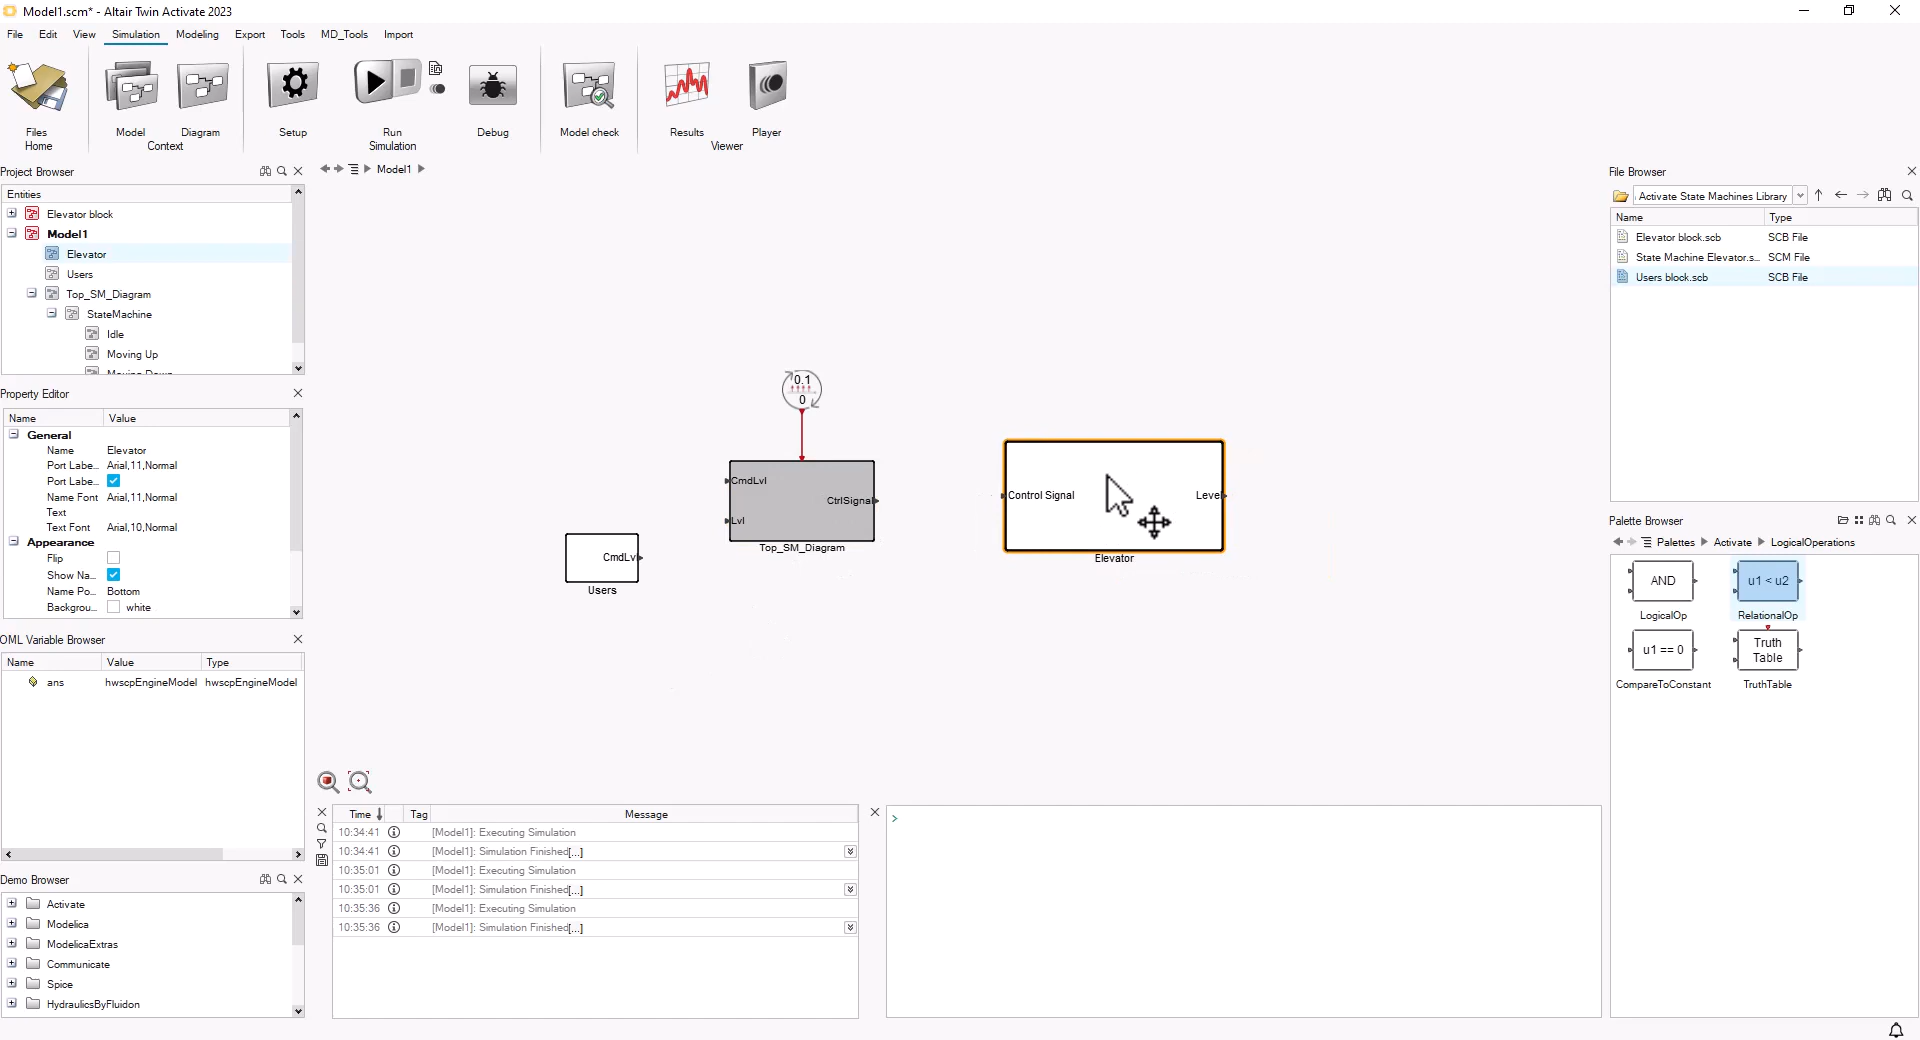 Model1.scm* - Altair Twin Activate 2023
File Edit View Simulation Modeling Export Tools MD_Tools Import
Files Model Diagram Setup Run Debug Model check Results Player
Home Context Simulation Viewer
Project Browser
Entities
Elevator block
Model1
Elevator
Users
Top_SM_Diagram
StateMachine
Idle
Moving Up
Moving Down
Property Editor
Name Value
General
Name Elevator
Port Labe... Arial,11,Normal
Port Labe...
Name Font Arial,11,Normal
Text
Text Font Arial,10,Normal
Appearance
Flip
Show Na...
Name Po... Bottom
Backgrou... white
OML Variable Browser
Name Value Type
ans hwscpEngineModel hwscpEngineModel
Demo Browser
Activate
Modelica
ModelicaExtras
Communicate
Spice
HydraulicsByFluidon
Model1
0.1
0
CmdLvl
CtrlSignal
Lvl
Top_SM_Diagram
CmdLvl
Users
Control Signal Level
Elevator
Time Tag Message
10:34:41 [Model1]: Executing Simulation
10:34:41 [Model1]: Simulation Finished[...]
10:35:01 [Model1]: Executing Simulation
10:35:01 [Model1]: Simulation Finished[...]
10:35:36 [Model1]: Executing Simulation
10:35:36 [Model1]: Simulation Finished[...]
>
File Browser
Activate State Machines Library
Name Type
Elevator block.scb SCB File
State Machine Elevator.s... SCM File
Users block.scb SCB File
Palette Browser
Palettes Activate LogicalOperations
AND u1 < u2
LogicalOp RelationalOp
u1 == 0 Truth
Table
CompareToConstant TruthTable